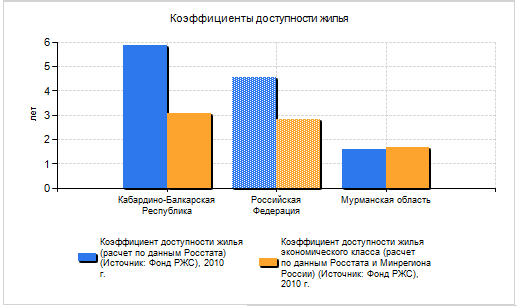 Коэффициенты доступности жилья
6
5
4
3
2
1
0
лет
Кабардино-Балкарская
Республика
Российская
Федерация
Мурманская область
Коэффициент доступности жилья
(расчет по данным Росстата)
(Источник: Фонд РЖС), 2010
г.
Коэффициент доступности жилья
экономического класса (расчет
по данным Росстата и Минрегиона
России) (Источник: Фонд РЖС),
2010 г.